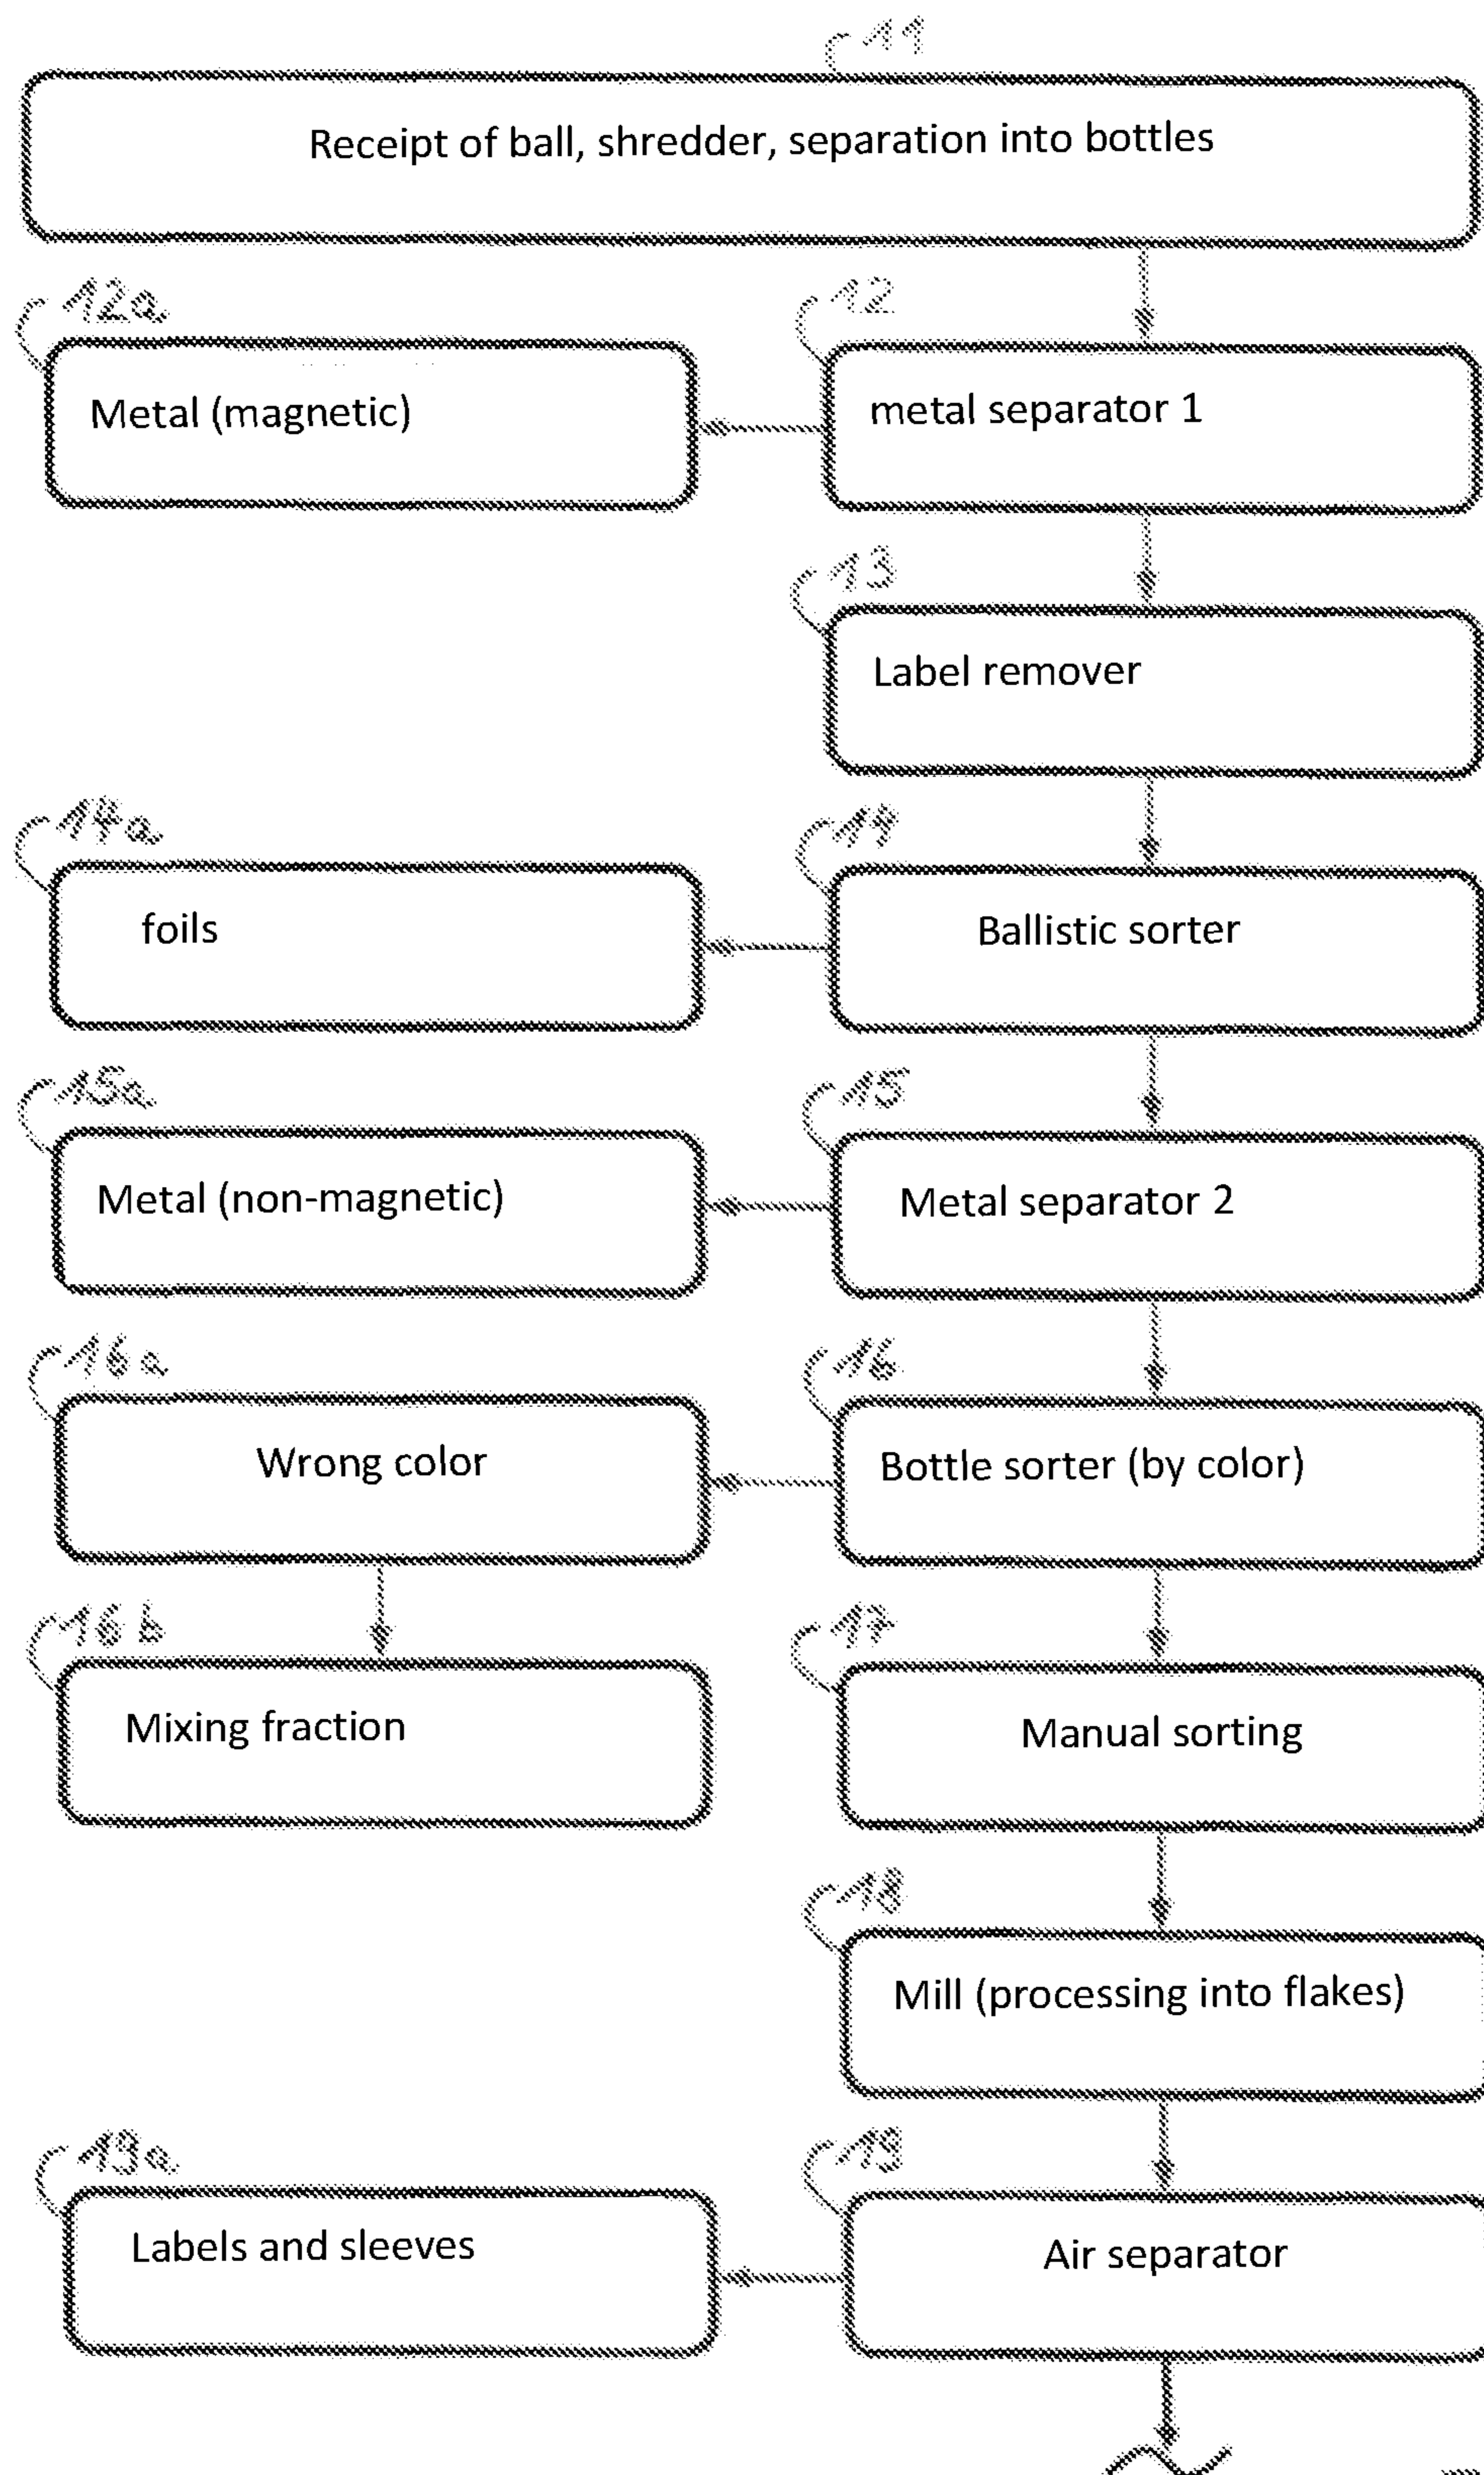 11
Receipt of ball, shredder, separation into bottles
12a
12
Metal (magnetic)
metal separator 1
13
Label remover
14a
14
foils
Ballistic sorter
15a
15
Metal (non-magnetic)
Metal separator 2
16a
16
Wrong color
Bottle sorter (by color)
16b
17
Mixing fraction
Manual sorting
18
Mill (processing into flakes)
19a
19
Labels and sleeves
Air separator